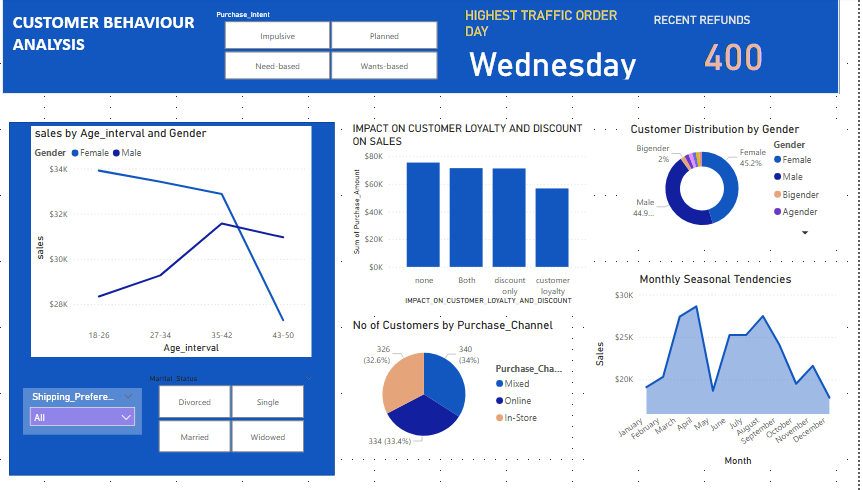 CUSTOMER BEHAVIOUR
ANALYSIS
Purchase_Intent
Impulsive
Planned
Need-based
Wants-based
HIGHEST TRAFFIC ORDER
DAY
Wednesday
RECENT REFUNDS
400
sales by Age_interval and Gender
Gender Female Male
$34K
$32K
$30K
$28K
sales
18-26 27-34 35-42 43-50
Age_interval
Shipping_Prefere...
All
Marital_Status
Divorced
Single
Married
Widowed
IMPACT ON CUSTOMER LOYALTY AND DISCOUNT
ON SALES
$80K
$60K
$40K
$20K
$0K
Sum of Purchase_Amount
none Both discount only customer loyalty
IMPACT_ON_CUSTOMER_LOYALTY_AND_DISCOUNT
No of Customers by Purchase_Channel
326
(32.6%)
340
(34%)
334 (33.4%)
Purchase_Cha...
Mixed
Online
In-Store
Customer Distribution by Gender
Bigender
2%
Female
45.2%
Male
44.9...
Gender
Female
Male
Bigender
Agender
Monthly Seasonal Tendencies
$30K
$25K
$20K
Sales
January
February
March
April
May
June
July
August
September
October
November
December
Month